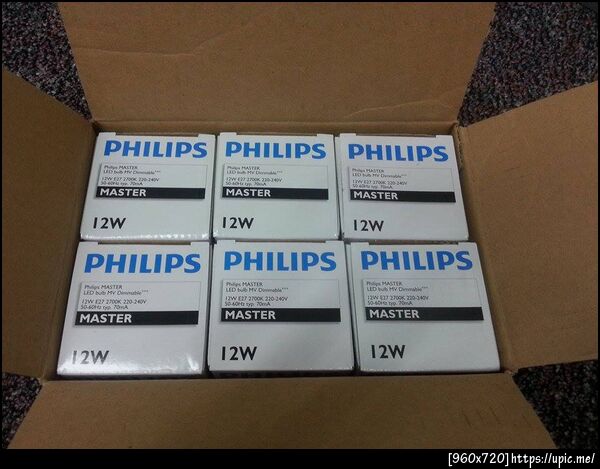 PHILIPS
Philips MASTER
LED bulb MV Dimmable***
12W E27 2700K 220-240V
50-60Hz typ. 70mA
MASTER
12W
PHILIPS
Philips MASTER
LED bulb MV Dimmable***
12W E27 2700K 220-240V
50-60Hz typ. 70mA
MASTER
12W
PHILIPS
Philips MASTER
LED bulb MV Dimmable***
12W E27 2700K 220-240V
50-60Hz typ. 70mA
MASTER
12W
PHILIPS
Philips MASTER
LED bulb MV Dimmable***
12W E27 2700K 220-240V
50-60Hz typ. 70mA
MASTER
12W
PHILIPS
Philips MASTER
LED bulb MV Dimmable***
12W E27 2700K 220-240V
50-60Hz typ. 70mA
MASTER
12W
PHILIPS
Philips MASTER
LED bulb MV Dimmable***
12W E27 2700K 220-240V
50-60Hz typ. 70mA
MASTER
12W
[960x720]https://upic.me/